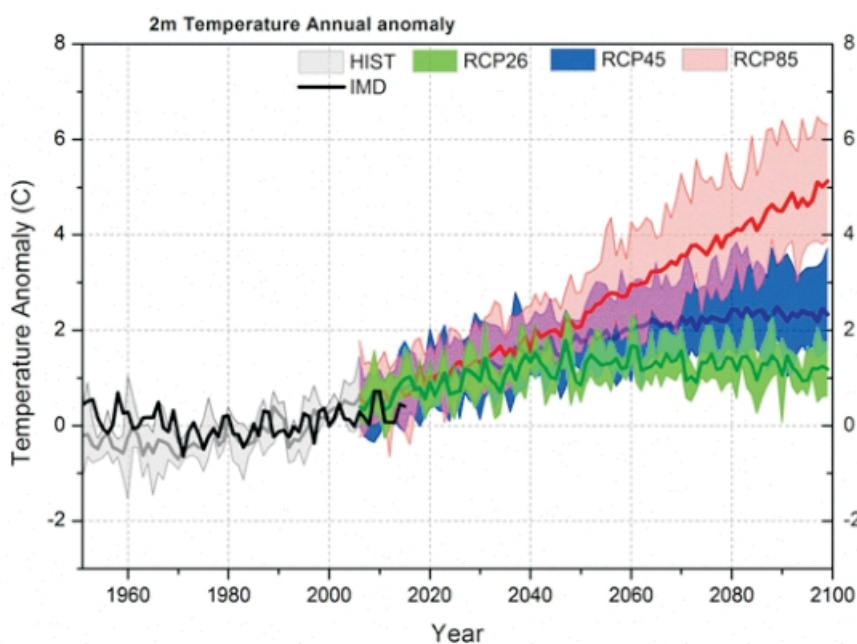 2m Temperature Annual anomaly
HIST RCP26 RCP45 RCP85
IMD
8 8
6 6
4 4
2 2
0 0
-2 -2
Temperature Anomaly (C)
1960 1980 2000 2020 2040 2060 2080 2100
Year